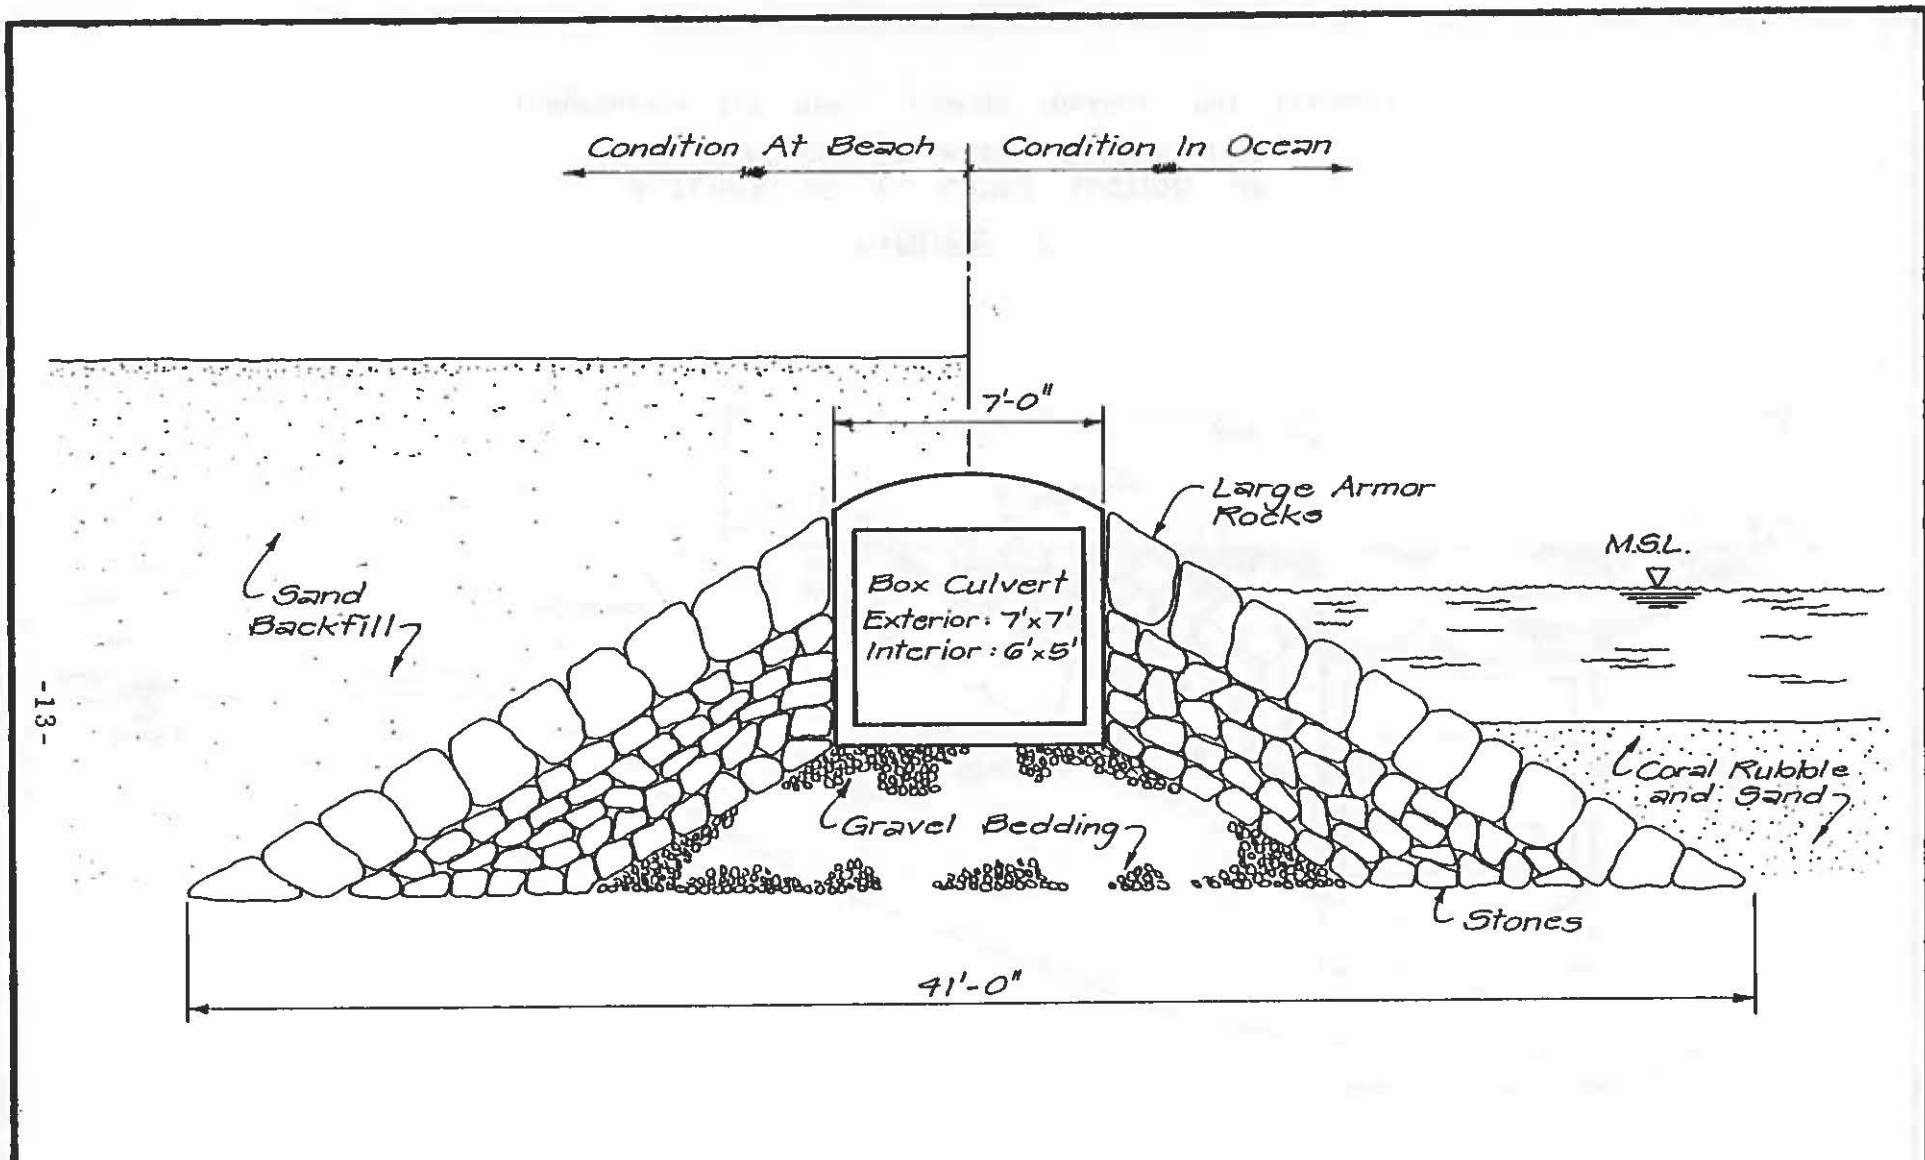 Condition At Beach
Condition In Ocean
7'-0"
Large Armor
Rocks
M.S.L.
Box Culvert
Exterior: 7'x7'
Interior: 6'x5'
Sand
Backfill
-13-
Coral Rubble
and Sand
Gravel Bedding
Stones
41'-0"